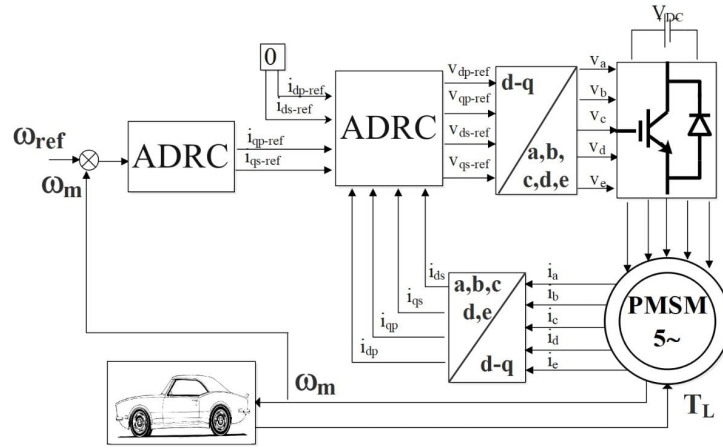 V_DC
0
i_dp-ref
i_ds-ref
ω_ref
ω_m
ADRC
i_qp-ref
i_qs-ref
ADRC
v_dp-ref
v_qp-ref
v_ds-ref
v_qs-ref
d-q
a,b,
c,d,e
v_a
v_b
v_c
v_d
v_e
i_ds
i_qs
i_qp
i_dp
a,b,c
d,e
d-q
i_a
i_b
i_c
i_d
i_e
PMSM
5~
ω_m
T_L